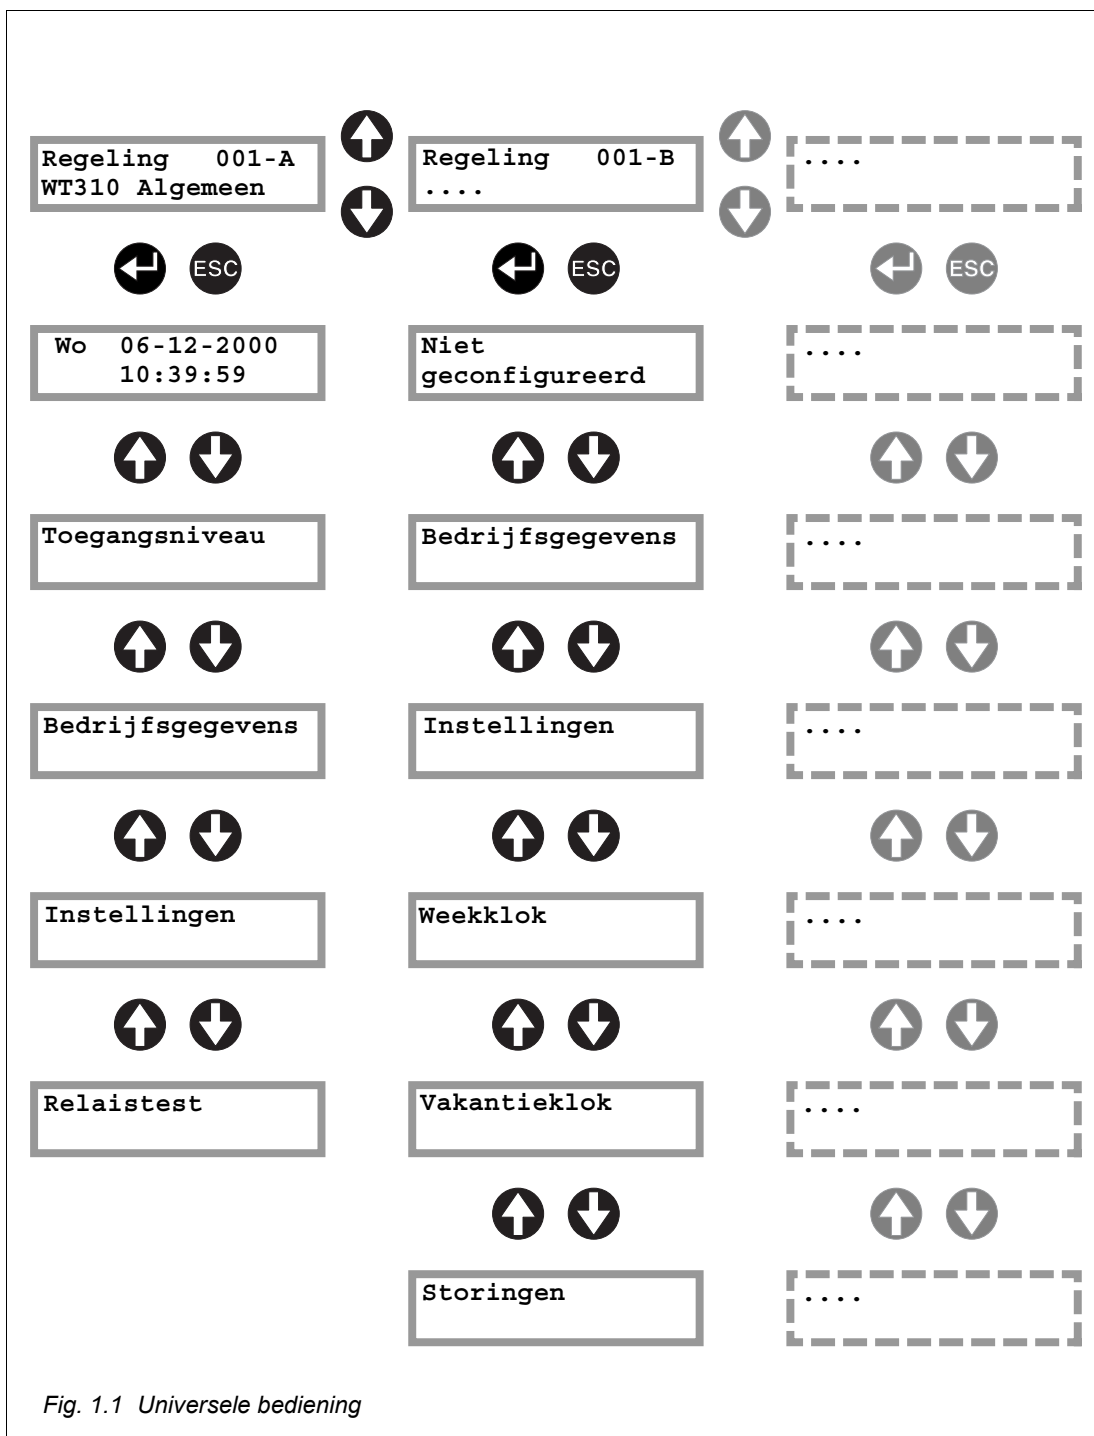 Regeling 001-A
WT310 Algemeen
Regeling 001-B
....
....
ESC
ESC
ESC
Wo 06-12-2000
10:39:59
Niet
geconfigureerd
....
Toegangsniveau
Bedrijfsgegevens
....
Bedrijfsgegevens
Instellingen
....
Instellingen
Weekklok
....
Relaistest
Vakantieklok
....
Storingen
....
Fig. 1.1 Universele bediening